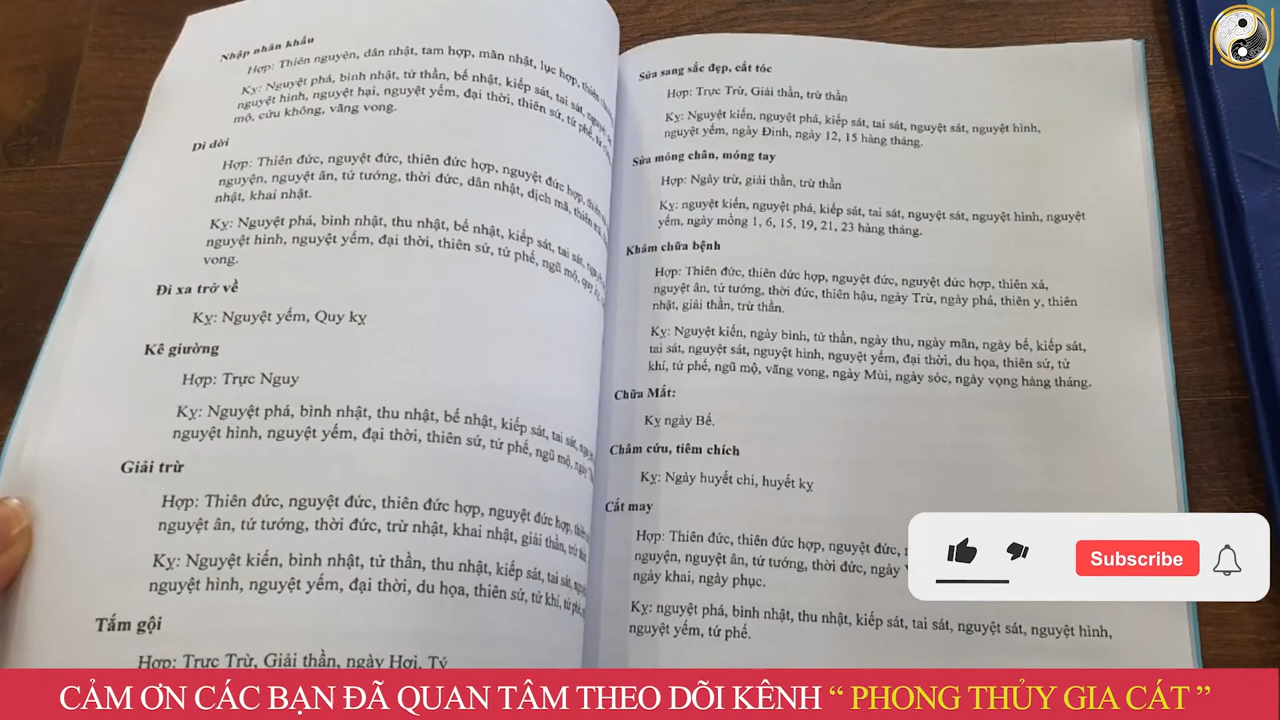 Nhập nhân khẩu
Hợp: Thiên nguyện, dân nhật, tam hợp, mãn nhật, lục hợp,
Kỵ: Nguyệt phá, bình nhật, tử thần, bế nhật, kiếp sát, tai sát,
nguyệt hình, nguyệt hại, nguyệt yếm, đại thời, thiên sứ, tứ phế,
mộ, cửu không, vãng vong.
Di dời
Hợp: Thiên đức, nguyệt đức, thiên đức hợp, nguyệt đức hợp,
nguyện, nguyệt ân, tứ tướng, thời đức, dân nhật, dịch mã,
nhật, khai nhật.
Kỵ: Nguyệt phá, bình nhật, thu nhật, bế nhật, kiếp sát, tai sát,
nguyệt hình, nguyệt yếm, đại thời, thiên sứ, tứ phế, ngũ mộ,
vong.
Đi xa trở về
Kỵ: Nguyệt yếm, Quy kỵ
Kê giường
Hợp: Trực Nguy
Kỵ: Nguyệt phá, bình nhật, thu nhật, bế nhật, kiếp sát, tai sát,
nguyệt hình, nguyệt yếm, đại thời, thiên sứ, tứ phế, ngũ mộ,
Giải trừ
Hợp: Thiên đức, nguyệt đức, thiên đức hợp, nguyệt đức hợp,
nguyệt ân, tứ tướng, thời đức, trừ nhật, khai nhật, giải thần,
Kỵ: Nguyệt kiến, bình nhật, tử thần, thu nhật, kiếp sát, tai sát,
nguyệt hình, nguyệt yếm, đại thời, du họa, thiên sứ, tử khí,
Tắm gội
Hợp: Trực Trừ, Giải thần, ngày Hợi, Tý
Sửa sang sắc đẹp, cắt tóc
Hợp: Trực Trừ, Giải thần, trừ thần
Kỵ: Nguyệt kiến, nguyệt phá, kiếp sát, tai sát, nguyệt sát, nguyệt hình,
nguyệt yếm, ngày Đinh, ngày 12, 15 hàng tháng.
Sửa móng chân, móng tay
Hợp: Ngày trừ, giải thần, trừ thần
Kỵ: nguyệt kiến, nguyệt phá, kiếp sát, tai sát, nguyệt sát, nguyệt hình, nguyệt
yếm, ngày mồng 1, 6, 15, 19, 21, 23 hàng tháng.
Khám chữa bệnh
Hợp: Thiên đức, thiên đức hợp, nguyệt đức, nguyệt đức hợp, thiên xá,
nguyệt ân, tứ tướng, thời đức, thiên hậu, ngày Trừ, ngày phá, thiên y, thiên
nhật, giải thần, trừ thần.
Kỵ: Nguyệt kiến, ngày bình, tử thần, ngày thu, ngày mãn, ngày bế, kiếp sát,
tai sát, nguyệt sát, nguyệt hình, nguyệt yếm, đại thời, du họa, thiên sứ, tử
khí, tứ phế, ngũ mộ, vãng vong, ngày Mùi, ngày sóc, ngày vọng hàng tháng.
Chữa Mắt:
Kỵ ngày Bế.
Châm cứu, tiêm chích
Kỵ: Ngày huyết chi, huyết kỵ
Cắt may
Hợp: Thiên đức, thiên đức hợp, nguyệt đức,
nguyện, nguyệt ân, tứ tướng, thời đức, ngày
ngày khai, ngày phục.
Kỵ: nguyệt phá, bình nhật, thu nhật, kiếp sát, tai sát, nguyệt sát, nguyệt hình,
nguyệt yếm, tứ phế.
Subscribe
CẢM ƠN CÁC BẠN ĐÃ QUAN TÂM THEO DÕI KÊNH “ PHONG THỦY GIA CÁT ”